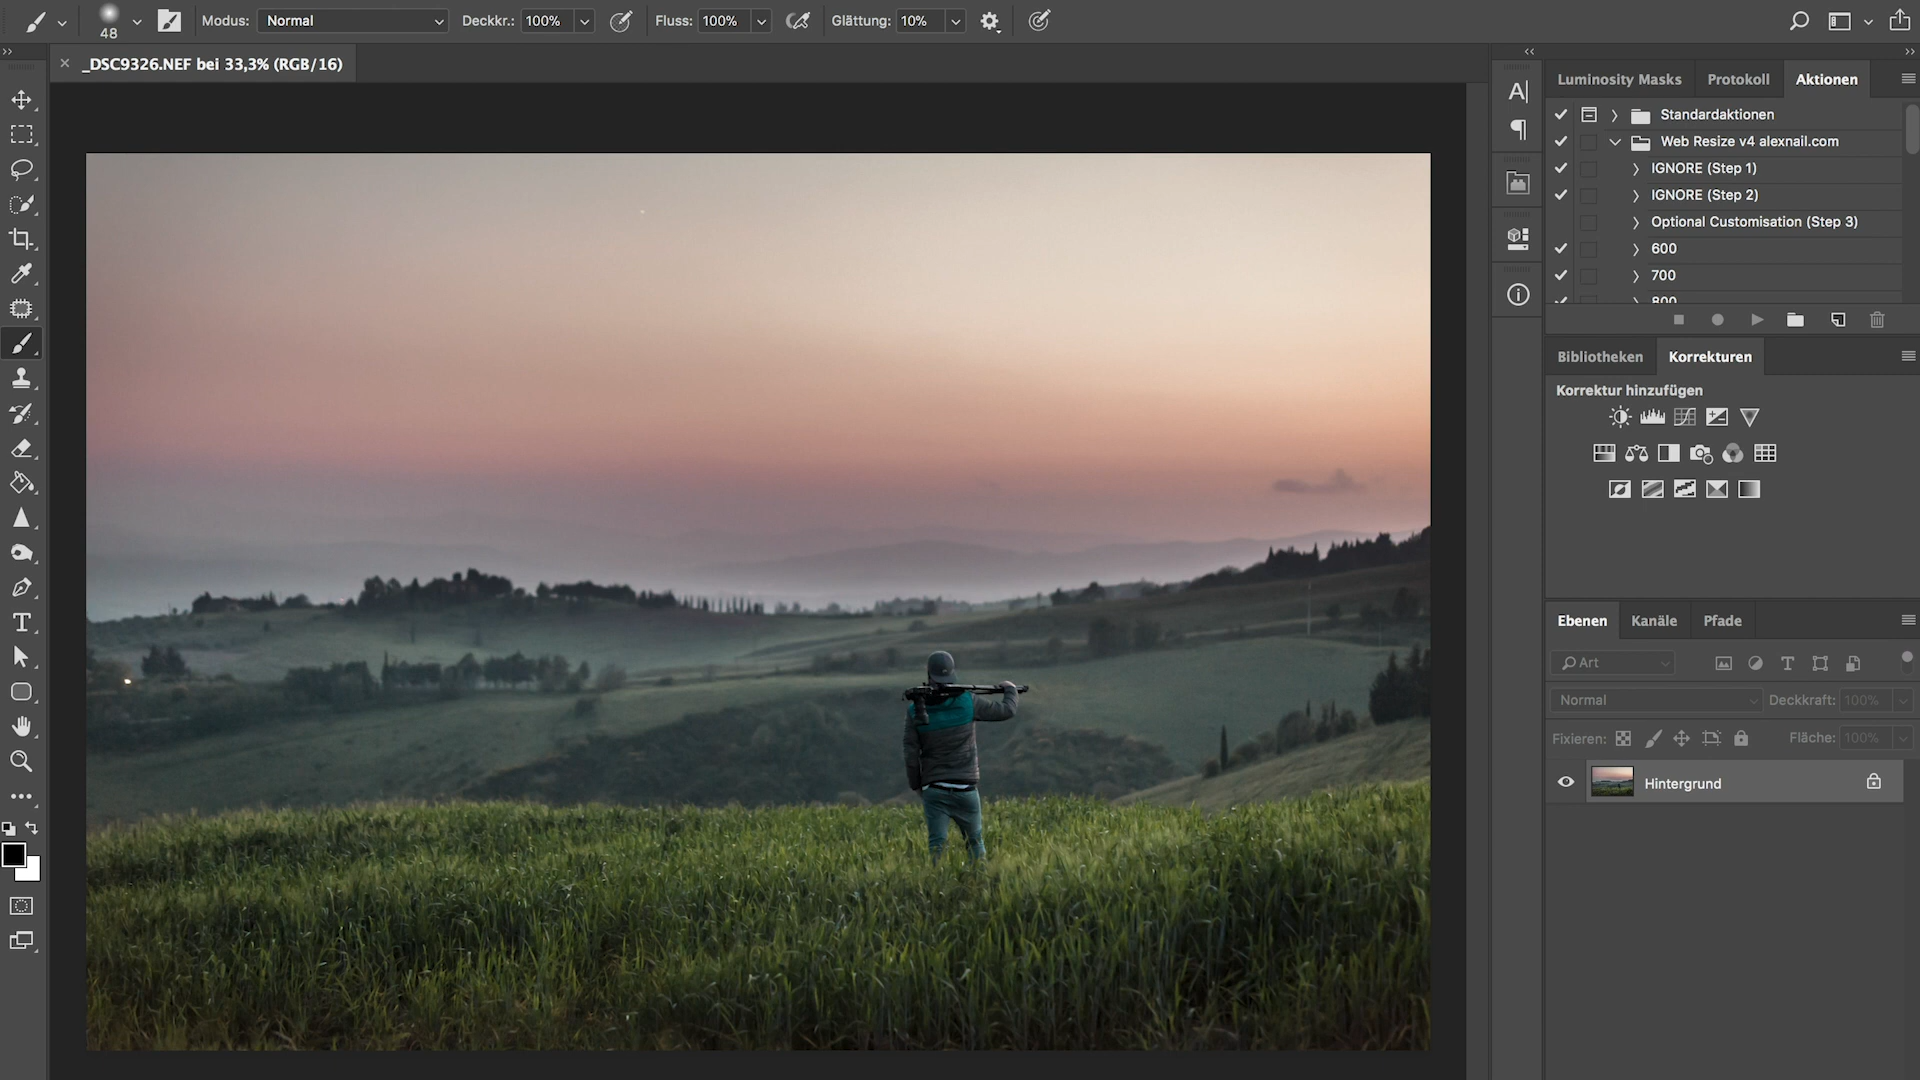 48
Modus: Normal Deckkr.: 100% Fluss: 100% Glättung: 10%
_DSC9326.NEF bei 33,3% (RGB/16)
Luminosity Masks Protokoll Aktionen
Standardaktionen
Web Resize v4 alexnail.com
IGNORE (Step 1)
IGNORE (Step 2)
Optional Customisation (Step 3)
600
700
800
Bibliotheken Korrekturen
Korrektur hinzufügen
Ebenen Kanäle Pfade
Art
Normal Deckkraft: 100%
Fixieren: Fläche: 100%
Hintergrund